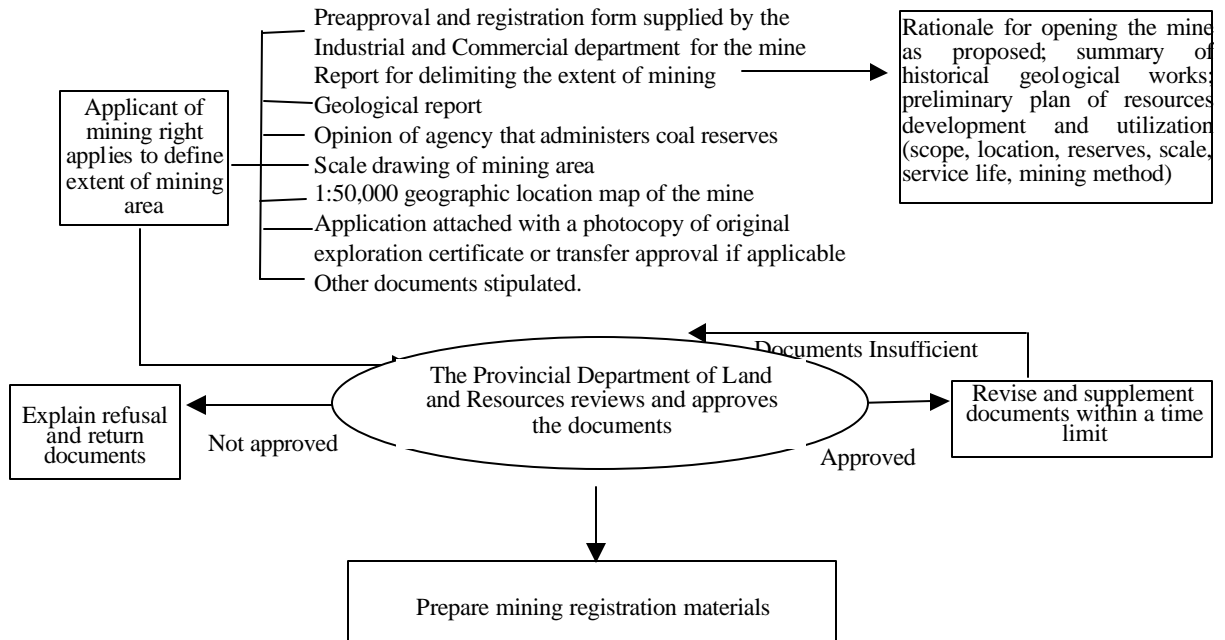 Preapproval and registration form supplied by the
Industrial and Commercial department for the mine
Report for delimiting the extent of mining
Geological report
Opinion of agency that administers coal reserves
Scale drawing of mining area
1:50,000 geographic location map of the mine
Application attached with a photocopy of original
exploration certificate or transfer approval if applicable
Other documents stipulated.
Rationale for opening the mine
as proposed; summary of
historical geological works;
preliminary plan of resources
development and utilization
(scope, location, reserves, scale,
service life, mining method)
Applicant of
mining right
applies to define
extent of mining
area
Documents Insufficient
The Provincial Department of Land
and Resources reviews and approves
the documents
Explain refusal
and return
documents
Not approved
Approved
Revise and supplement
documents within a time
limit
Prepare mining registration materials